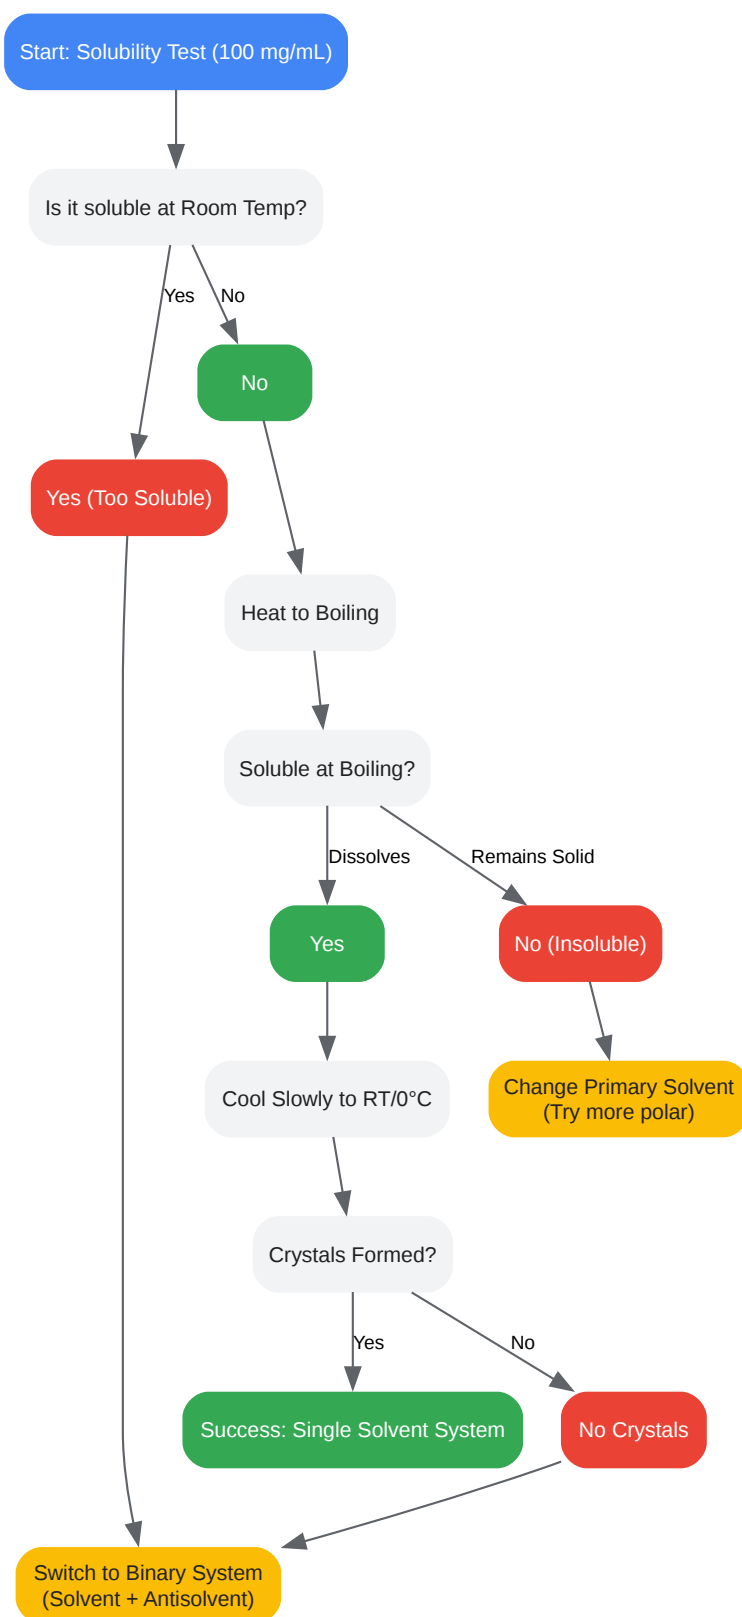 Start: Solubility Test (100 mg/mL)
Is it soluble at Room Temp?
Yes
No
No
Yes (Too Soluble)
Heat to Boiling
Soluble at Boiling?
Dissolves
Remains Solid
Yes
No (Insoluble)
Cool Slowly to RT/0°C
Change Primary Solvent
(Try more polar)
Crystals Formed?
Yes
No
Success: Single Solvent System
No Crystals
Switch to Binary System
(Solvent + Antisolvent)